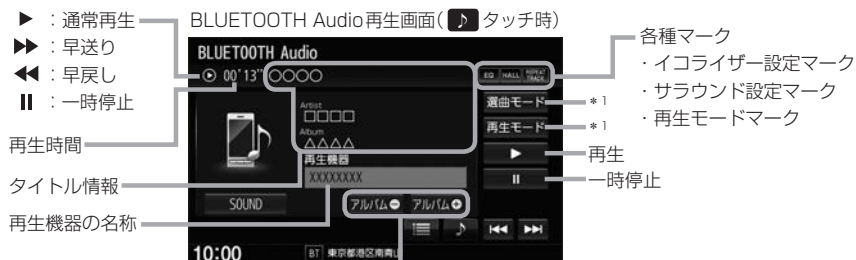 ▶ ：通常再生
▶▶ ：早送り
◀◀ ：早戻し
Ⅱ ：一時停止
再生時間
タイトル情報
再生機器の名称
BLUETOOTH Audio再生画面( ♪ タッチ時)
BLUETOOTH Audio
00'13" ○○○○
EQ HALL REPEAT TRACK
Artist
□□□□
Album
△△△△
再生機器
XXXXXXXX
SOUND
アルバム⊖ アルバム⊕
選曲モード
再生モード
10:00
BT 東京都港区南青山
＊1
＊1
再生
一時停止
各種マーク
・イコライザー設定マーク
・サラウンド設定マーク
・再生モードマーク